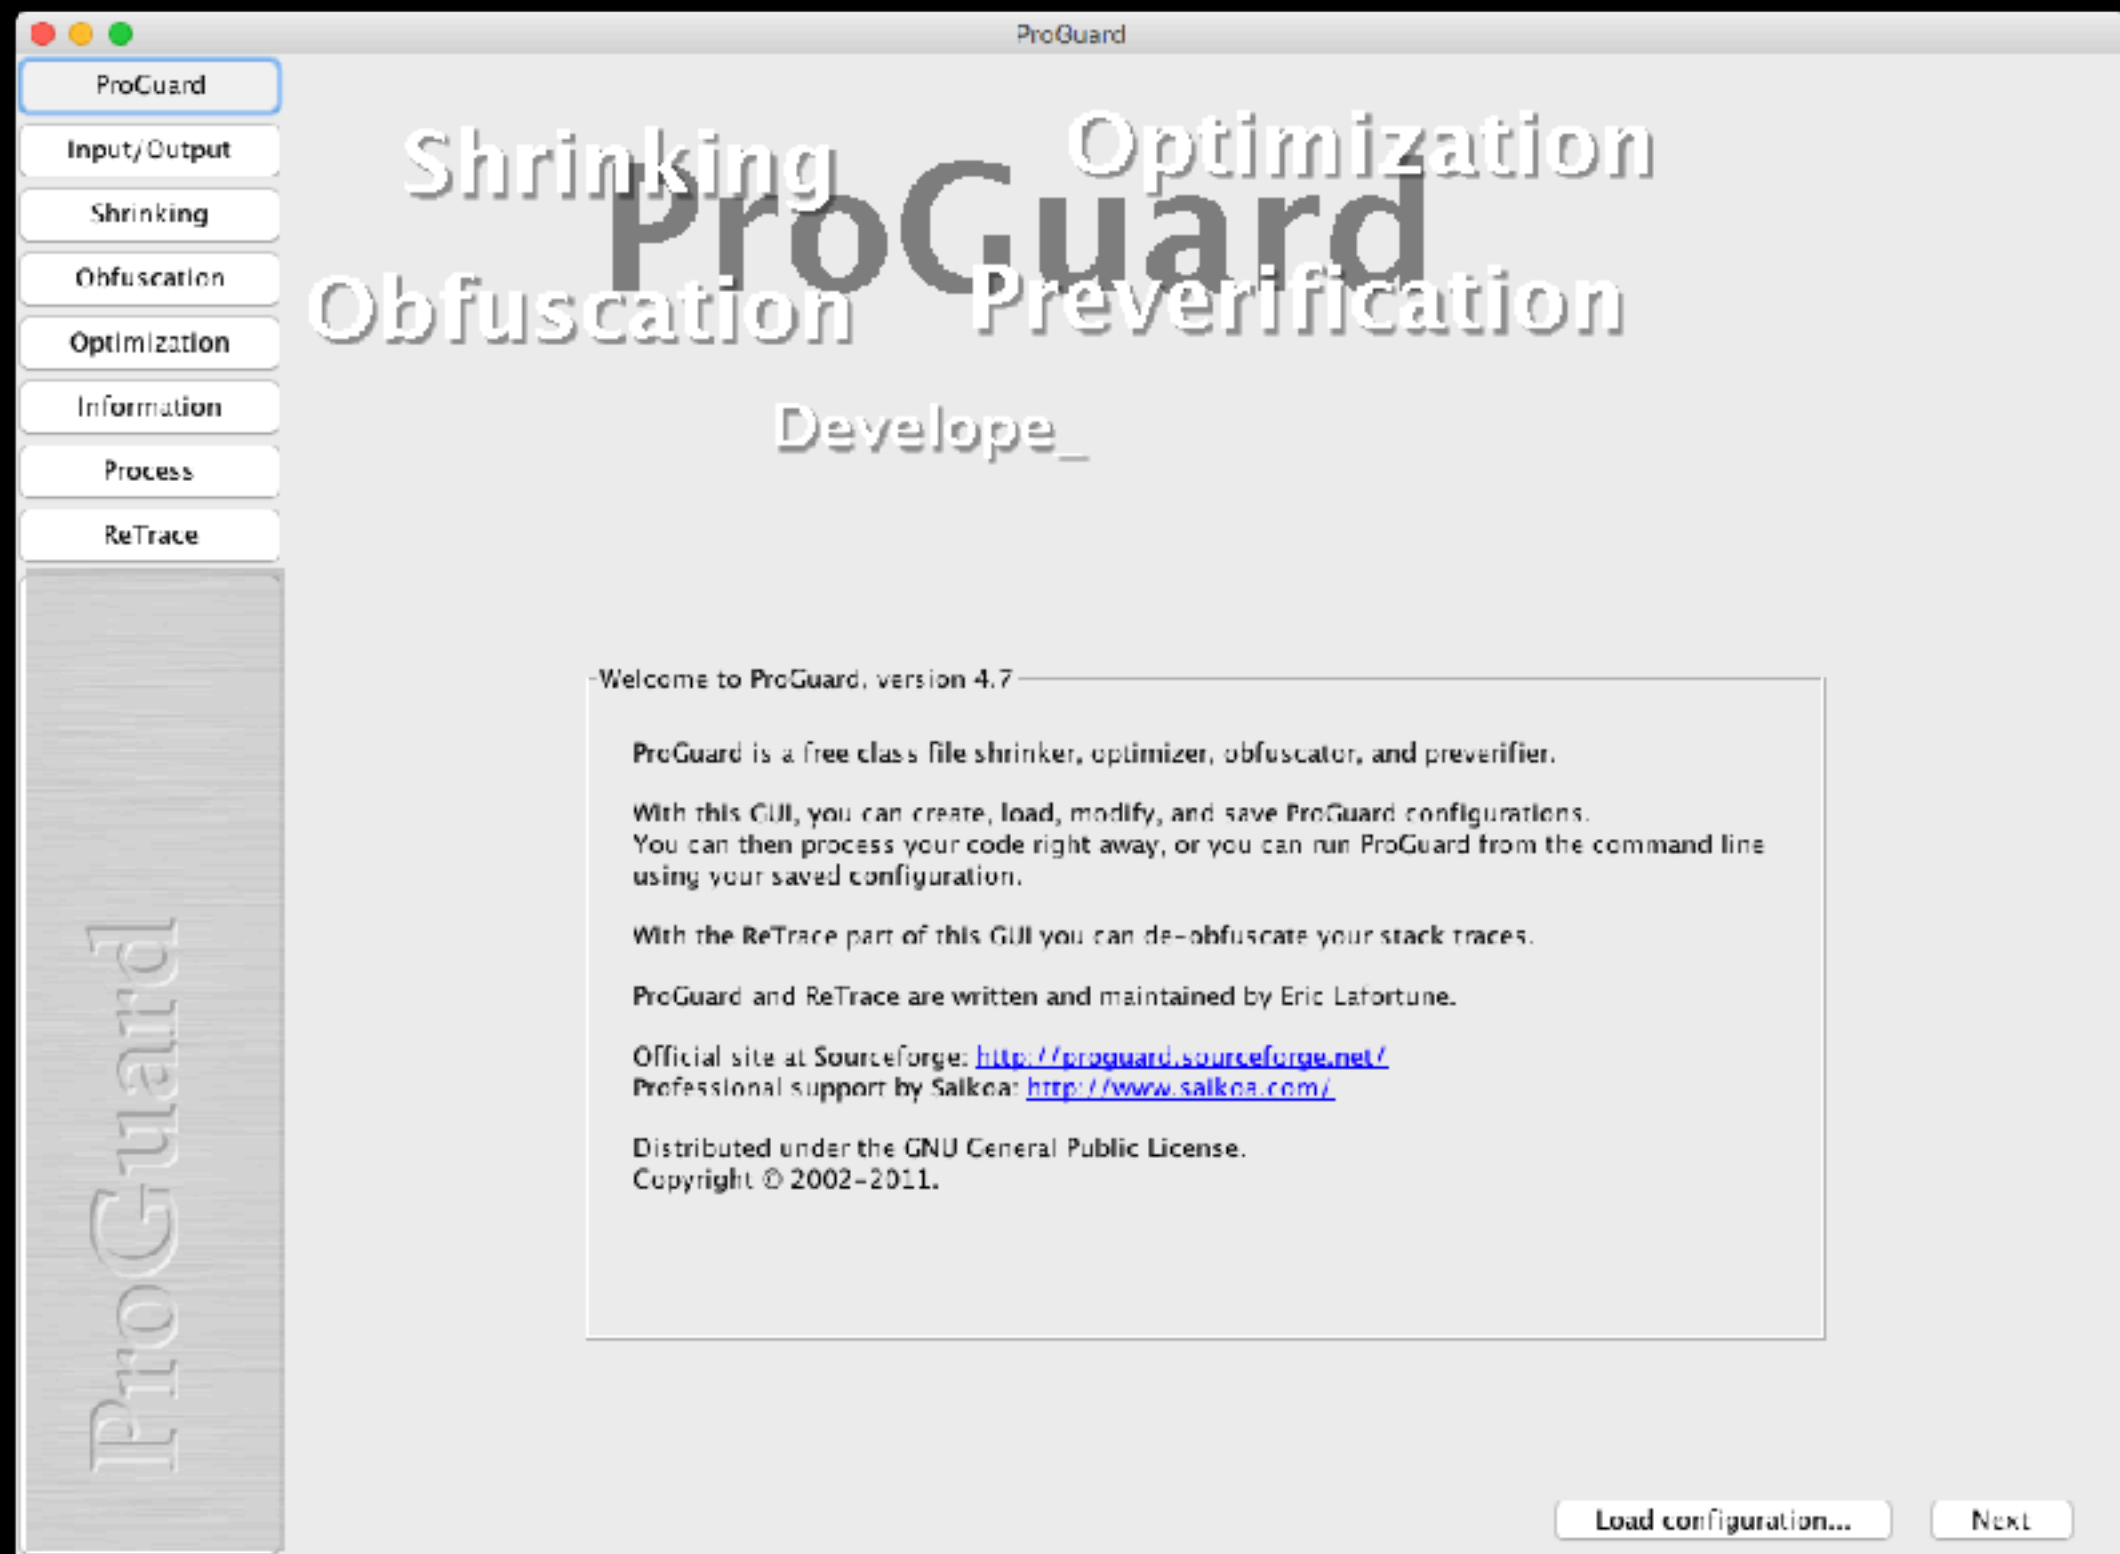 ProGuard
ProGuard
Input/Output
Shrinking
Obfuscation
Optimization
Information
Process
ReTrace
ProGuard
Shrinking
Optimization
ProGuard
Obfuscation
Preverification
Develope_
Welcome to ProGuard, version 4.7
ProGuard is a free class file shrinker, optimizer, obfuscator, and preverifier.
With this GUI, you can create, load, modify, and save ProGuard configurations.
You can then process your code right away, or you can run ProGuard from the command line
using your saved configuration.
With the ReTrace part of this GUI you can de-obfuscate your stack traces.
ProGuard and ReTrace are written and maintained by Eric Lafortune.
Official site at Sourceforge: http://proguard.sourceforge.net/
Professional support by Saikoa: http://www.saikoa.com/
Distributed under the GNU General Public License.
Copyright © 2002-2011.
Load configuration...
Next